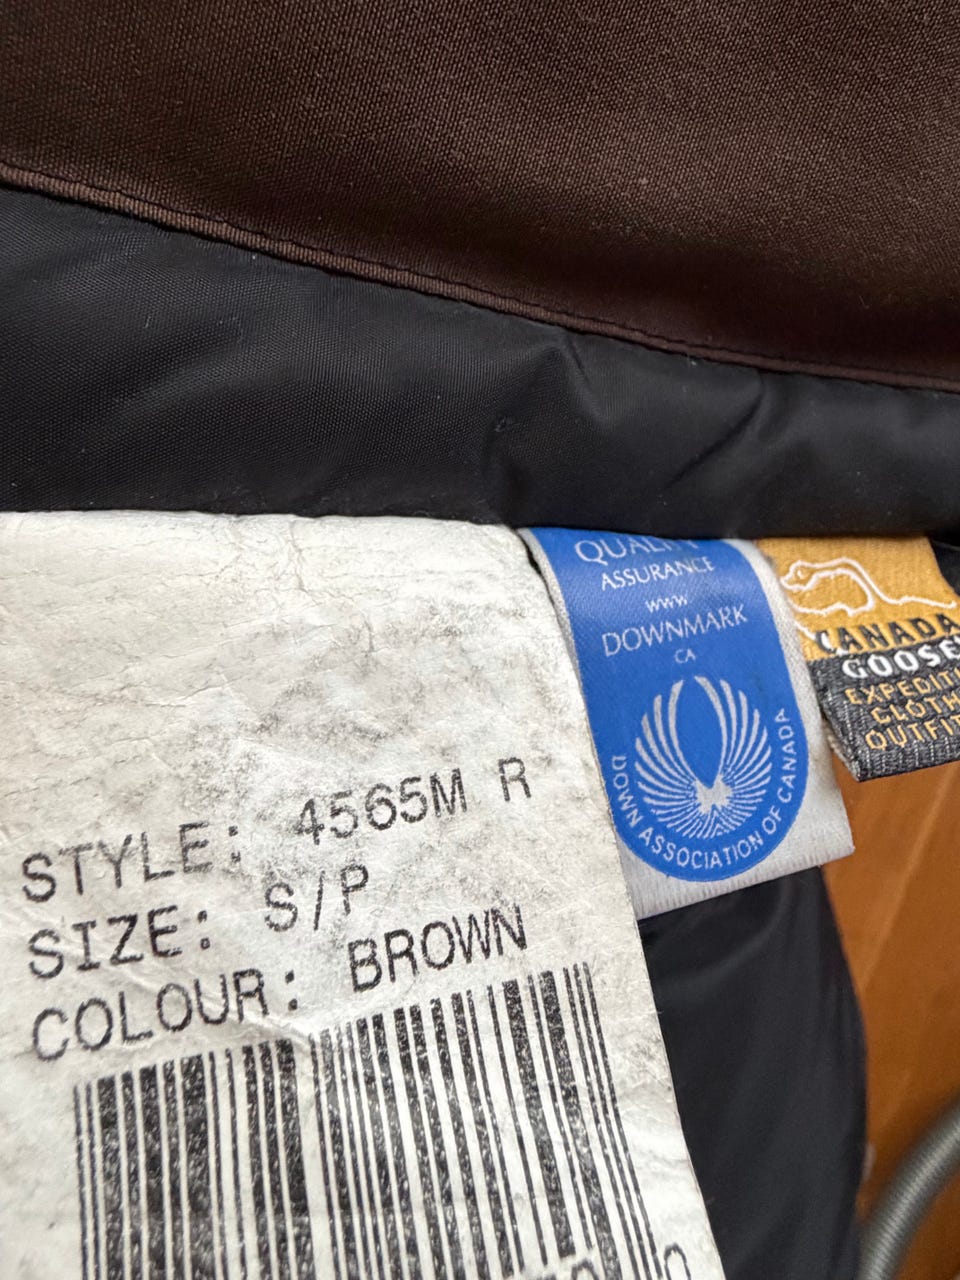 STYLE: 4565M R
SIZE: S/P
COLOUR: BROWN
QUALITY
ASSURANCE
www
DOWNMARK
CA
DOWN ASSOCIATION OF CANADA
CANADA
GOOSE